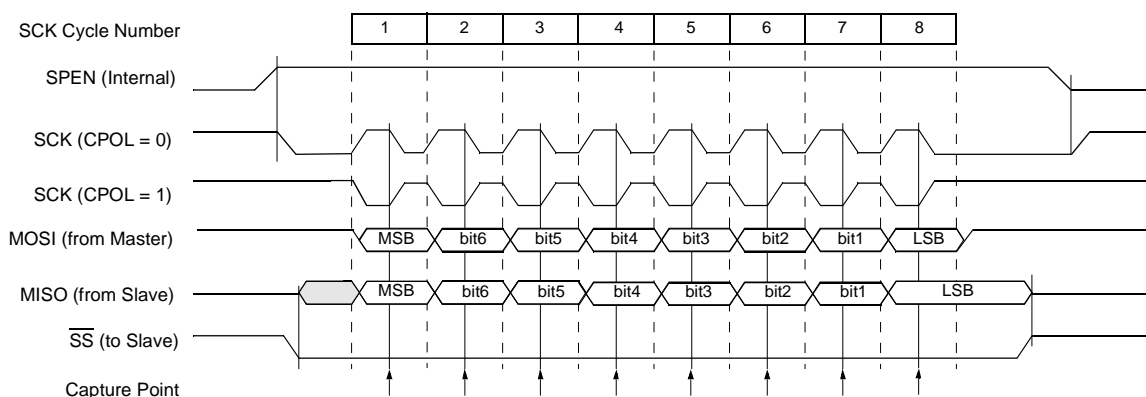 SCK Cycle Number 1 2 3 4 5 6 7 8
SPEN (Internal)
SCK (CPOL = 0)
SCK (CPOL = 1)
MOSI (from Master) MSB bit6 bit5 bit4 bit3 bit2 bit1 LSB
MISO (from Slave) MSB bit6 bit5 bit4 bit3 bit2 bit1 LSB
SS (to Slave)
Capture Point